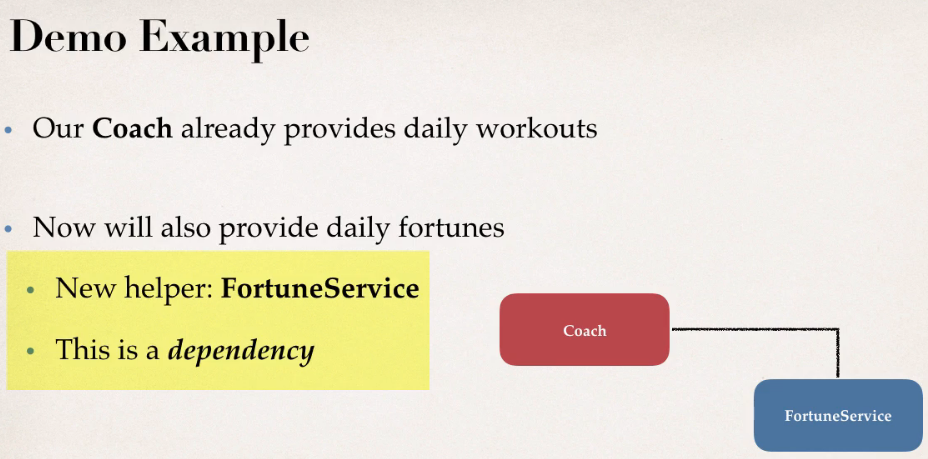 Demo Example
Our Coach already provides daily workouts
Now will also provide daily fortunes
New helper: FortuneService
This is a dependency
Coach
FortuneService